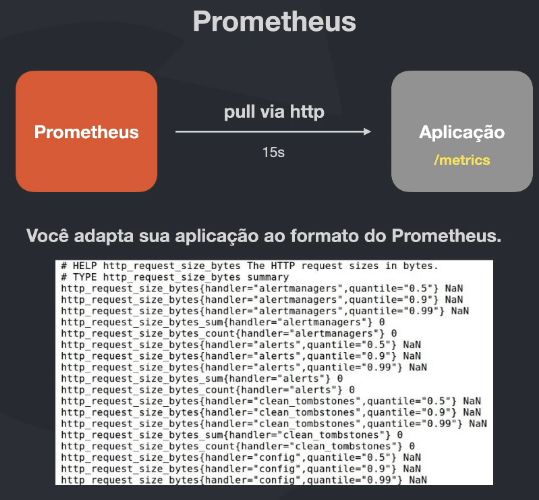 Prometheus
Prometheus
pull via http
15s
Aplicação
/metrics
Você adapta sua aplicação ao formato do Prometheus.
# HELP http_request_size_bytes The HTTP request sizes in bytes.
# TYPE http_request_size_bytes summary
http_request_size_bytes{handler="alertmanagers",quantile="0.5"} NaN
http_request_size_bytes{handler="alertmanagers",quantile="0.9"} NaN
http_request_size_bytes{handler="alertmanagers",quantile="0.99"} NaN
http_request_size_bytes_sum{handler="alertmanagers"} 0
http_request_size_bytes_count{handler="alertmanagers"} 0
http_request_size_bytes{handler="alerts",quantile="0.5"} NaN
http_request_size_bytes{handler="alerts",quantile="0.9"} NaN
http_request_size_bytes{handler="alerts",quantile="0.99"} NaN
http_request_size_bytes_sum{handler="alerts"} 0
http_request_size_bytes_count{handler="alerts"} 0
http_request_size_bytes{handler="clean_tombstones",quantile="0.5"} NaN
http_request_size_bytes{handler="clean_tombstones",quantile="0.9"} NaN
http_request_size_bytes{handler="clean_tombstones",quantile="0.99"} NaN
http_request_size_bytes_sum{handler="clean_tombstones"} 0
http_request_size_bytes_count{handler="clean_tombstones"} 0
http_request_size_bytes{handler="config",quantile="0.5"} NaN
http_request_size_bytes{handler="config",quantile="0.9"} NaN
http_request_size_bytes{handler="config",quantile="0.99"} NaN